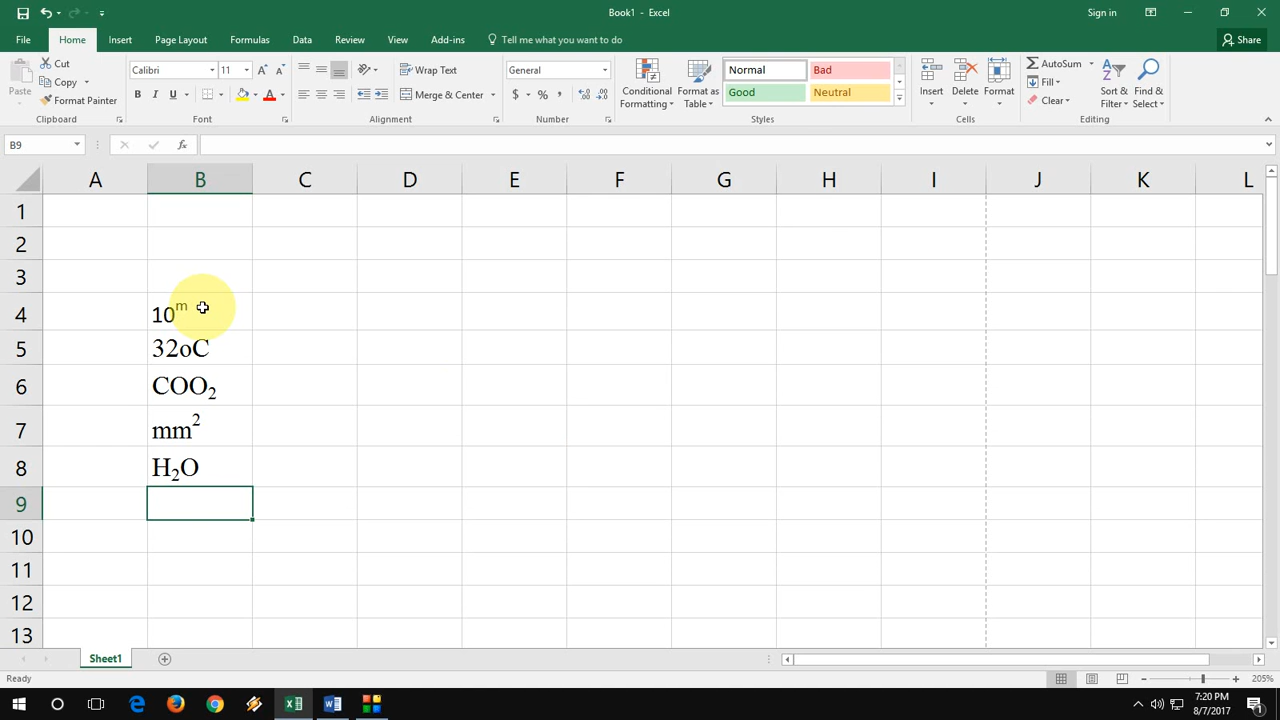 Book1 - Excel
Sign in
File Home Insert Page Layout Formulas Data Review View Add-ins Tell me what you want to do Share
Cut
Copy
Format Painter
Paste
Clipboard
Calibri 11
B I U
Font
Wrap Text
Merge & Center
Alignment
General
$ % ,
Number
Conditional Formatting
Format as Table
Normal Bad
Good Neutral
Styles
Insert Delete Format
Cells
AutoSum
Fill
Clear
Sort & Filter
Find & Select
Editing
B9 fx
A B C D E F G H I J K L
1
2
3
4 10ᵐ
5 32oC
6 COO₂
7 mm²
8 H₂O
9
10
11
12
13
Sheet1
Ready 205%
7:20 PM
8/7/2017